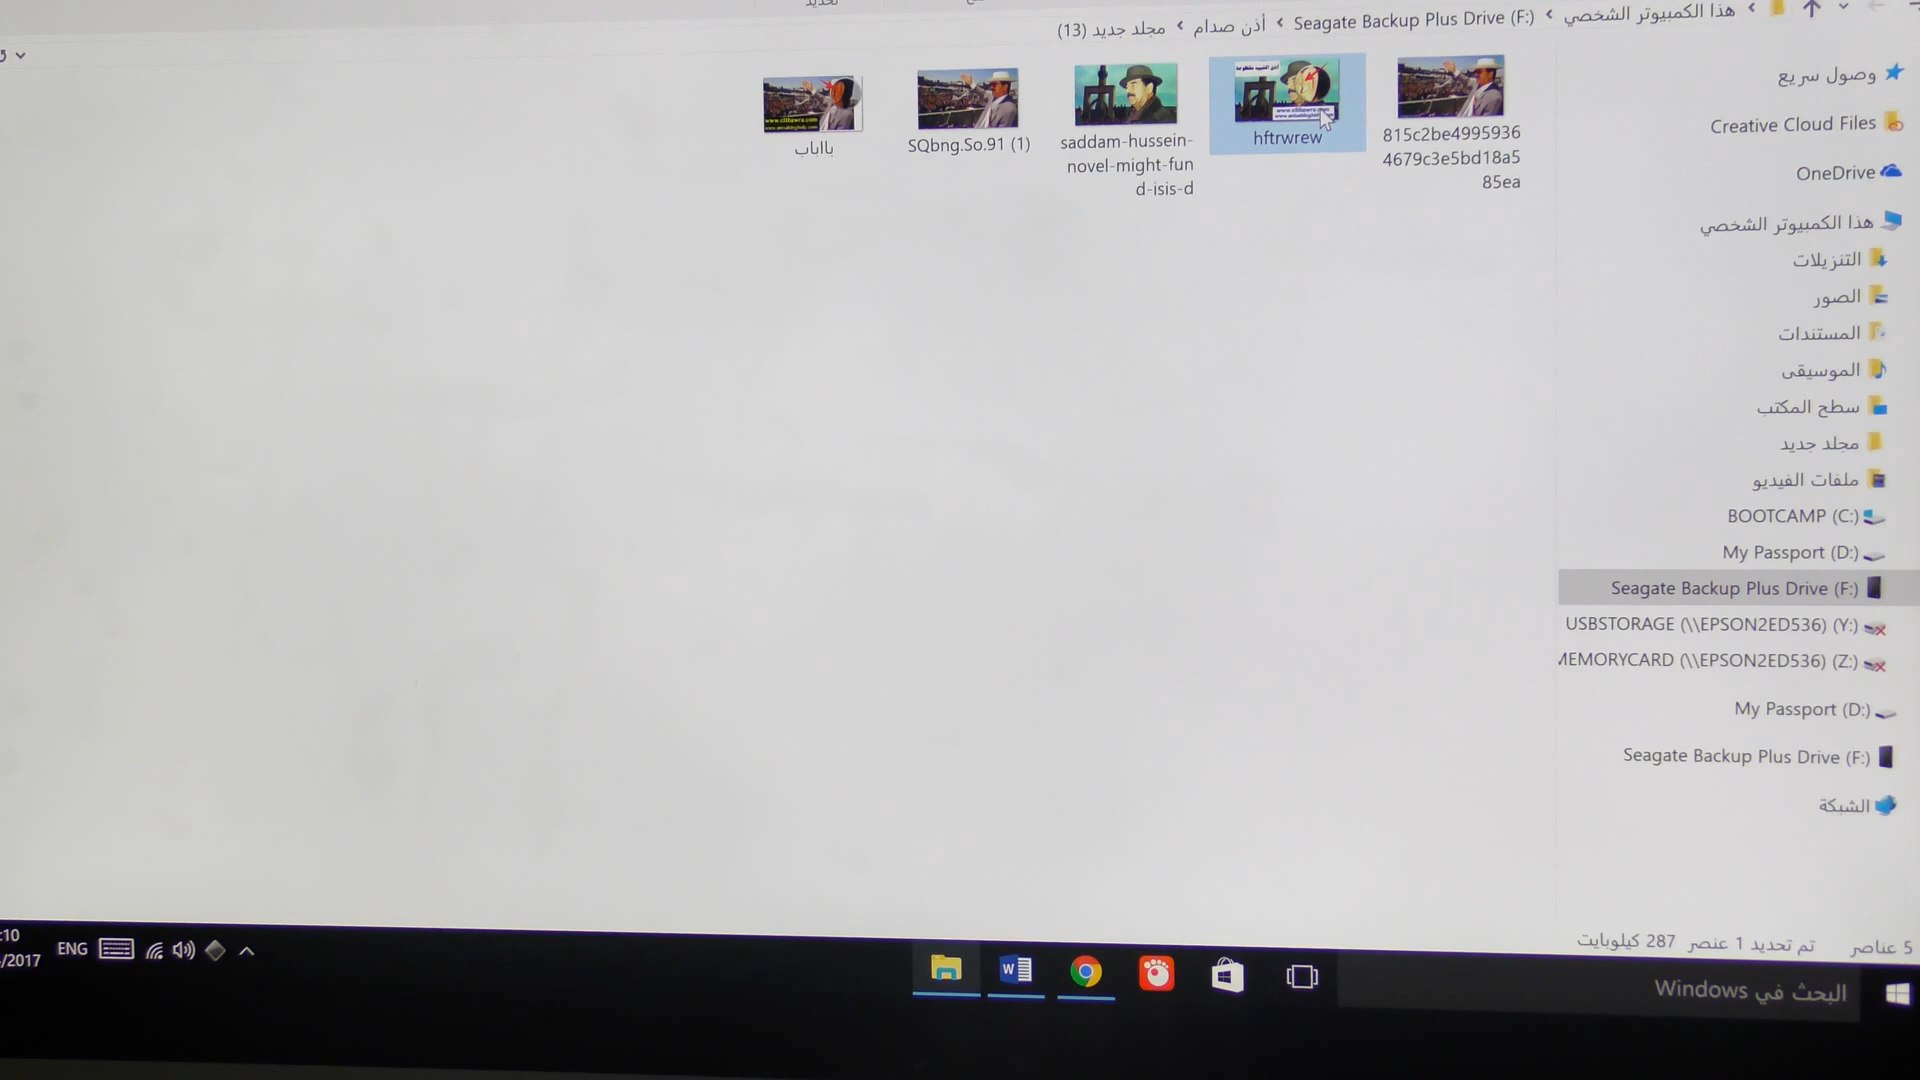 هذا الكمبيوتر الشخصي › Seagate Backup Plus Drive (F:) › أذن صدام › مجلد جديد (13)
815c2be4995936
4679c3e5bd18a5
85ea
hftrwrew
saddam-hussein-
novel-might-fun
d-isis-d
SQbng.So.91 (1)
بااباب
وصول سريع
Creative Cloud Files
OneDrive
هذا الكمبيوتر الشخصي
التنزيلات
الصور
المستندات
الموسيقى
سطح المكتب
مجلد جديد
ملفات الفيديو
BOOTCAMP (C:)
My Passport (D:)
Seagate Backup Plus Drive (F:)
USBSTORAGE (\\EPSON2ED536) (Y:)
MEMORYCARD (\\EPSON2ED536) (Z:)
My Passport (D:)
Seagate Backup Plus Drive (F:)
الشبكة
5 عناصر تم تحديد 1 عنصر 287 كيلوبايت
البحث في Windows
ENG
:10
/2017